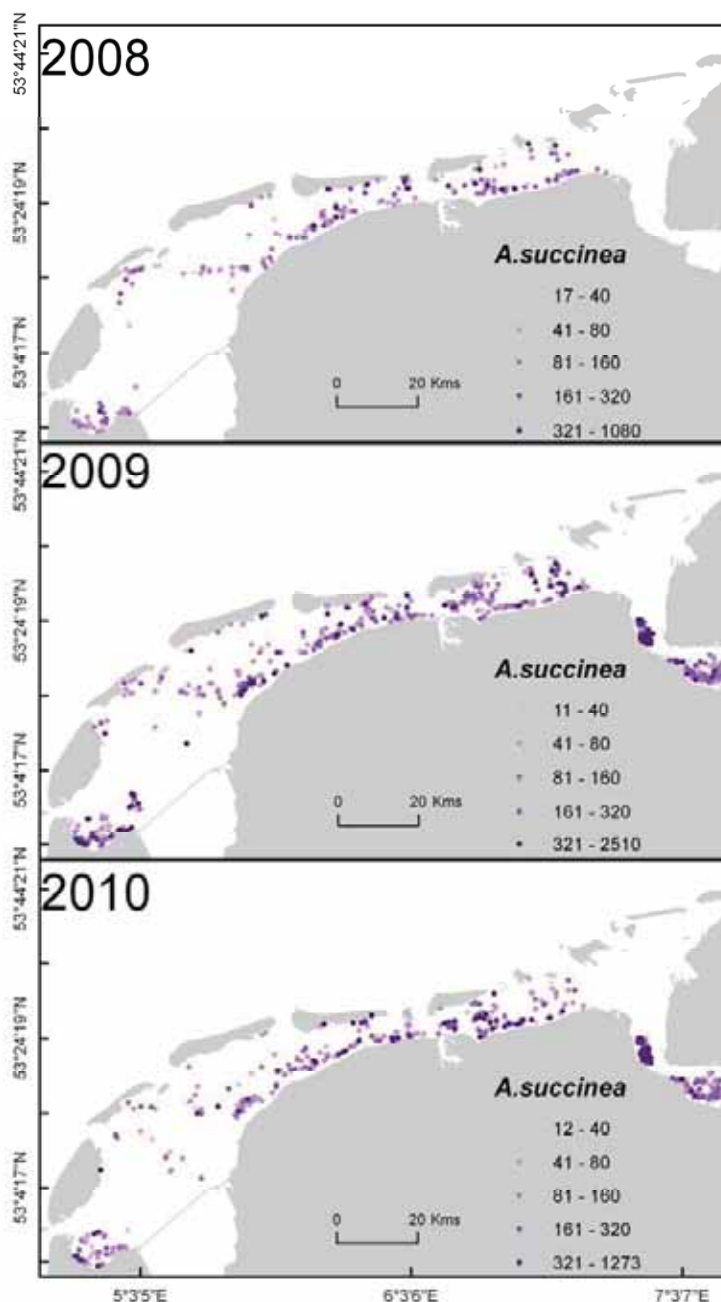 2008
A.succinea
17 - 40
41 - 80
81 - 160
161 - 320
321 - 1080
0 20 Kms
53°44'21"N
53°24'19"N
53°4'17"N
2009
A.succinea
11 - 40
41 - 80
81 - 160
161 - 320
321 - 2510
0 20 Kms
53°44'21"N
53°24'19"N
53°4'17"N
2010
A.succinea
12 - 40
41 - 80
81 - 160
161 - 320
321 - 1273
0 20 Kms
53°44'21"N
53°24'19"N
53°4'17"N
5°3'5"E 6°3'6"E 7°3'7"E